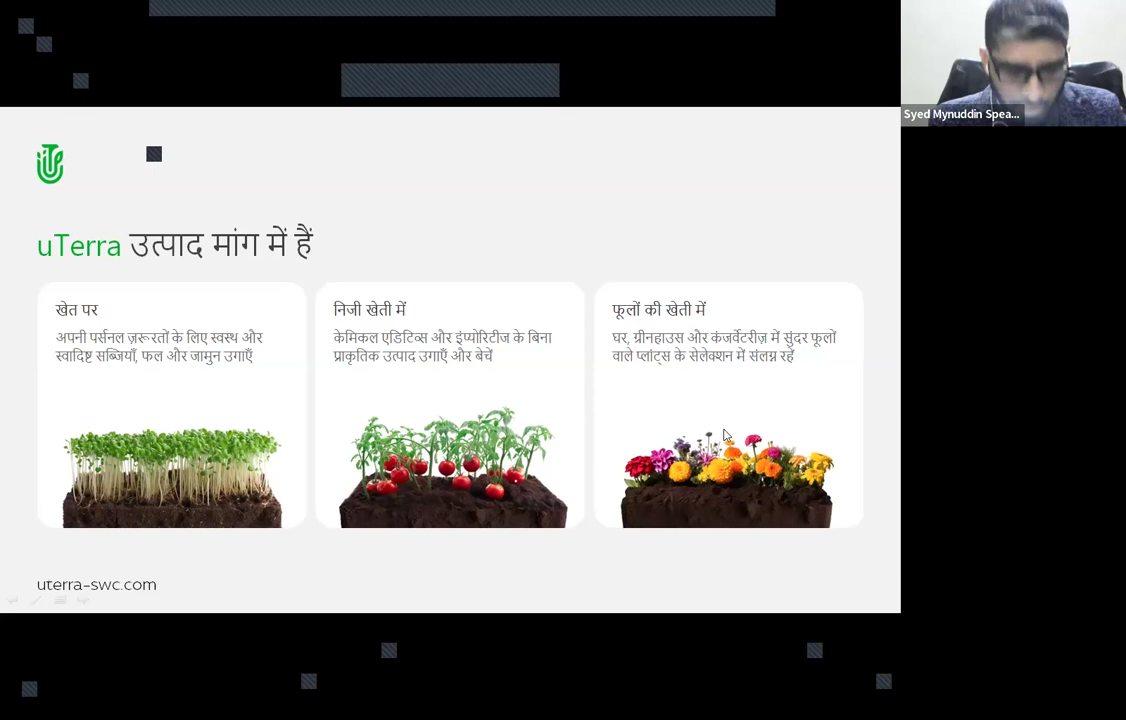 Syed Mynuddin Spea...
uTerra उत्पाद मांग में हैं
खेत पर
अपनी पर्सनल ज़रूरतों के लिए स्वस्थ और
स्वादिष्ट सब्जियाँ, फल और जामुन उगाएँ
निजी खेती में
केमिकल एडिटिव्स और इंप्योरिटीज के बिना
प्राकृतिक उत्पाद उगाएँ और बेचें
फूलों की खेती में
घर, ग्रीनहाउस और कंजर्वेटरीज़ में सुंदर फूलों
वाले प्लांट्स के सेलेक्शन में संलग्न रहें
uterra-swc.com